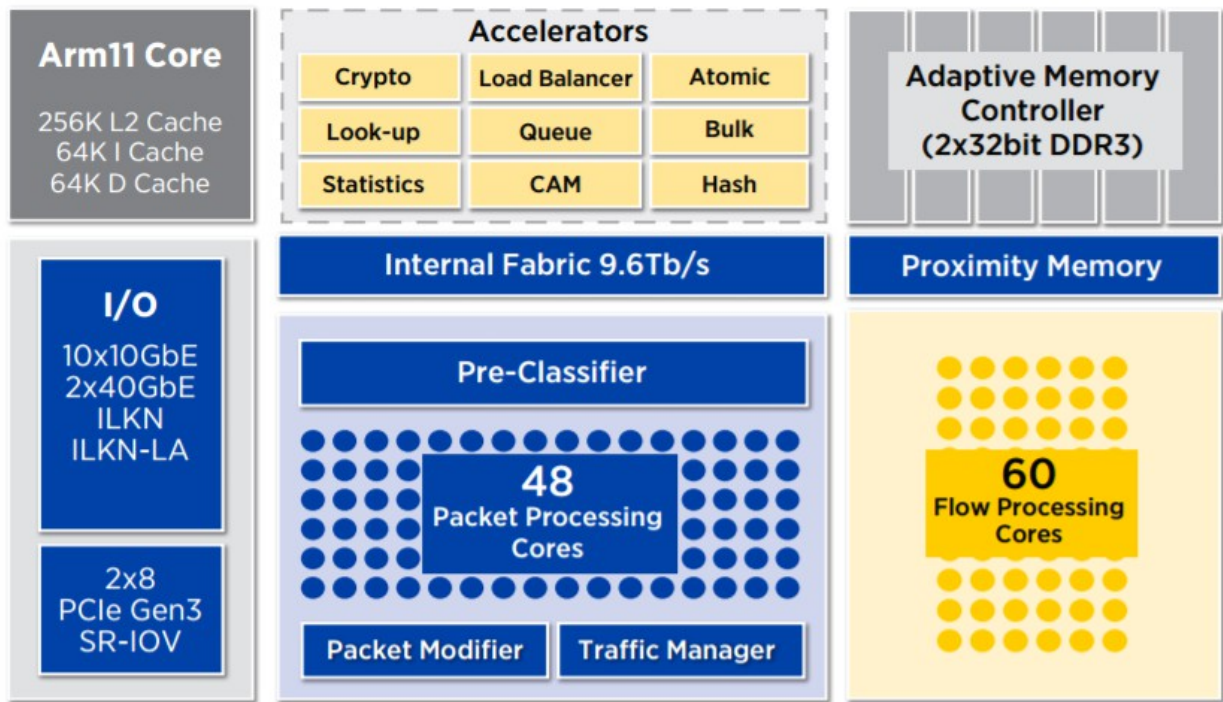 Arm11 Core
256K L2 Cache
64K I Cache
64K D Cache
Accelerators
Crypto
Load Balancer
Atomic
Look-up
Queue
Bulk
Statistics
CAM
Hash
Adaptive Memory
Controller
(2x32bit DDR3)
Internal Fabric 9.6Tb/s
Proximity Memory
I/O
10x10GbE
2x40GbE
ILKN
ILKN-LA
2x8
PCIe Gen3
SR-IOV
Pre-Classifier
48
Packet Processing
Cores
Packet Modifier
Traffic Manager
60
Flow Processing
Cores